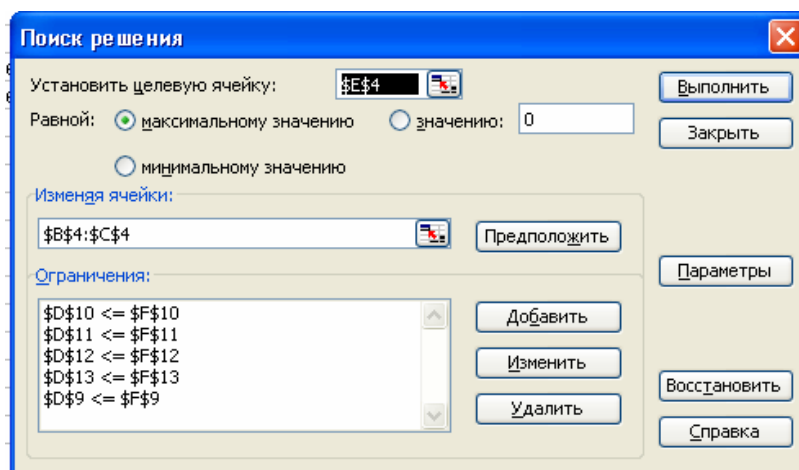 Поиск решения
Установить целевую ячейку: $E$4
Выполнить
Равной: максимальному значению значению: 0
Закрыть
минимальному значению
Изменяя ячейки:
$B$4:$C$4
Предположить
Ограничения:
Параметры
$D$10 <= $F$10
$D$11 <= $F$11
$D$12 <= $F$12
$D$13 <= $F$13
$D$9 <= $F$9
Добавить
Изменить
Удалить
Восстановить
Справка